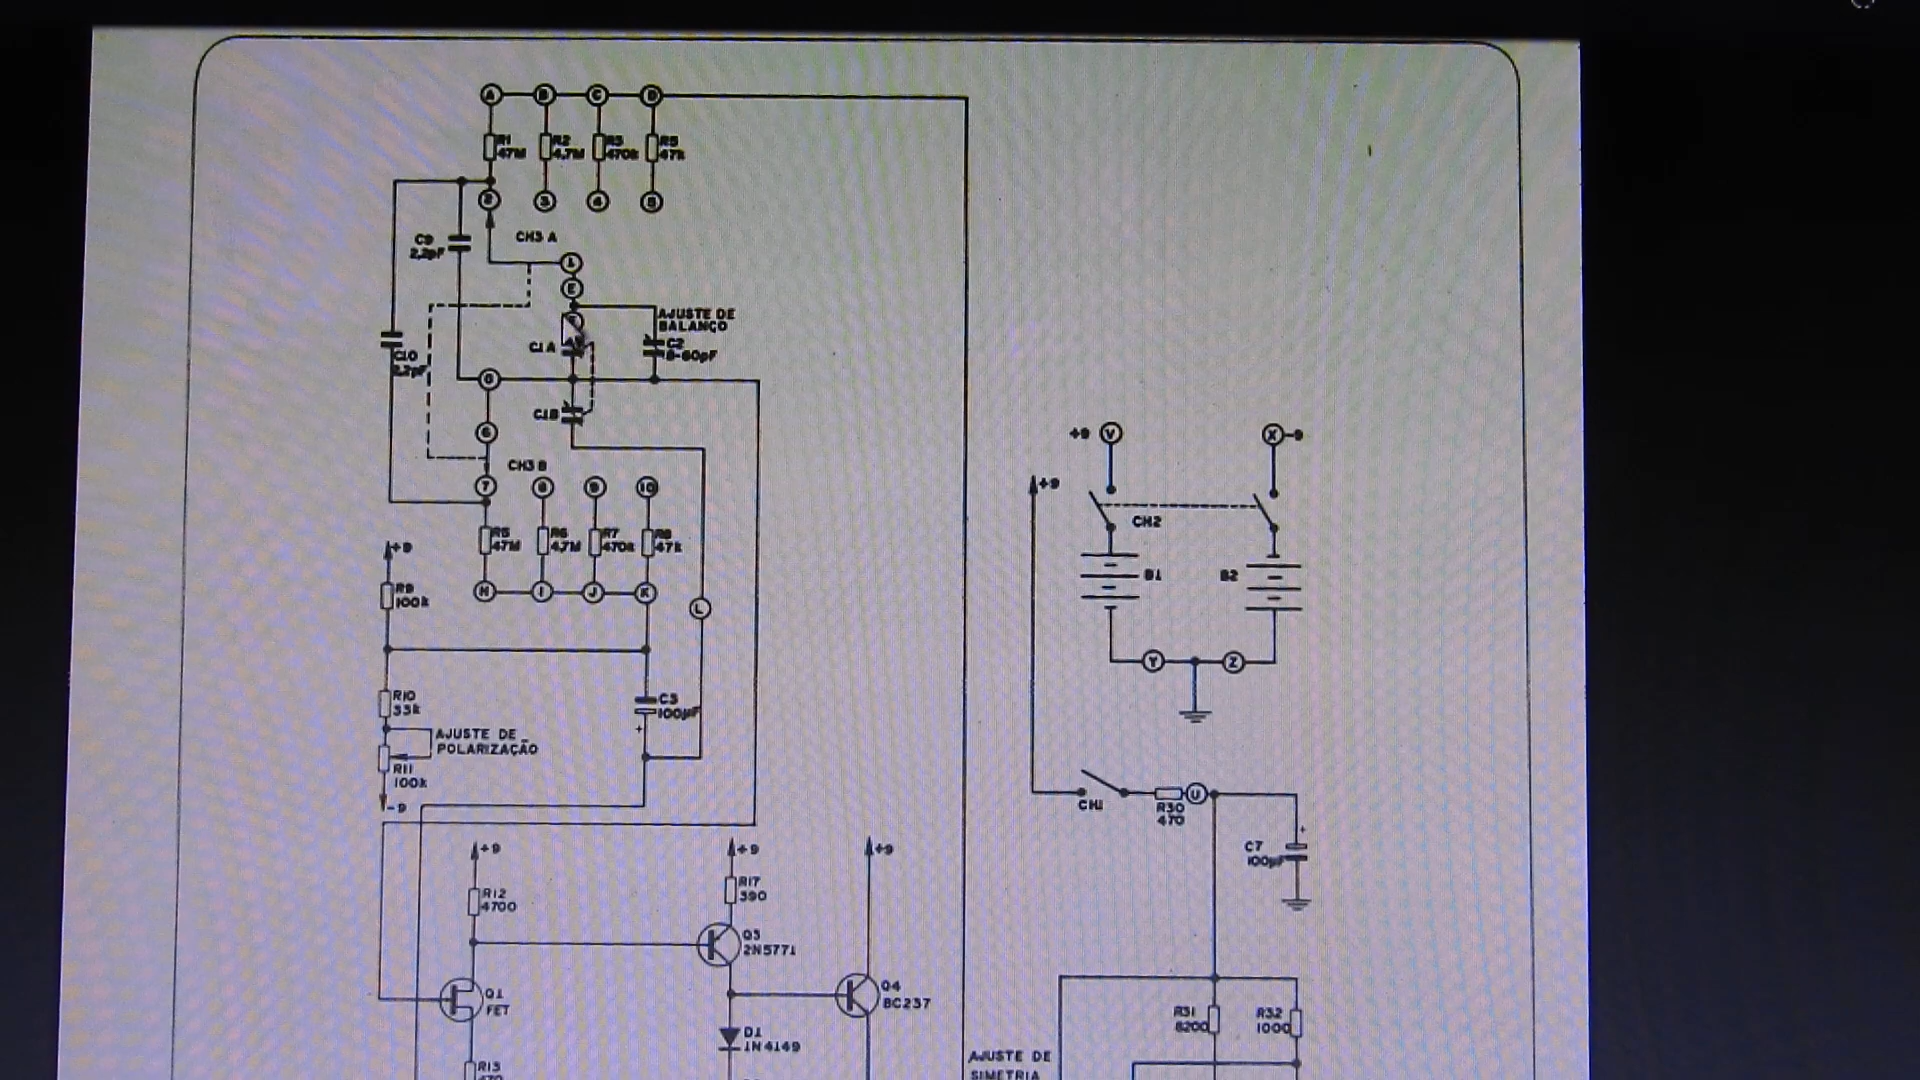 A B C D
R1 R2 R3 R5
47M 4,7M 470k 47k
2 3 4 5
CH3 A
C9
2,2pF
1
E
AJUSTE DE
BALANÇO
C1A
C2
8-60pF
C10
2,2pF
G
C1B
6
CH3 B
7 8 9 10
R5 R6 R7 R8
47M 4,7M 470k 47k
+9
R9
100k
H I J K
L
R10
33k
C3
100µF
+
AJUSTE DE
POLARIZAÇÃO
R11
100k
-9
+9
R12
4700
+9
R17
390
+9
Q3
2N5771
Q1
FET
Q4
BC237
D1
1N4149
R13
470
+9 V
X -9
+9
CH2
B1
B2
Y Z
CH1
R30
470
U
+
C7
100µF
R31
8200
R32
1000
AJUSTE DE
SIMETRIA